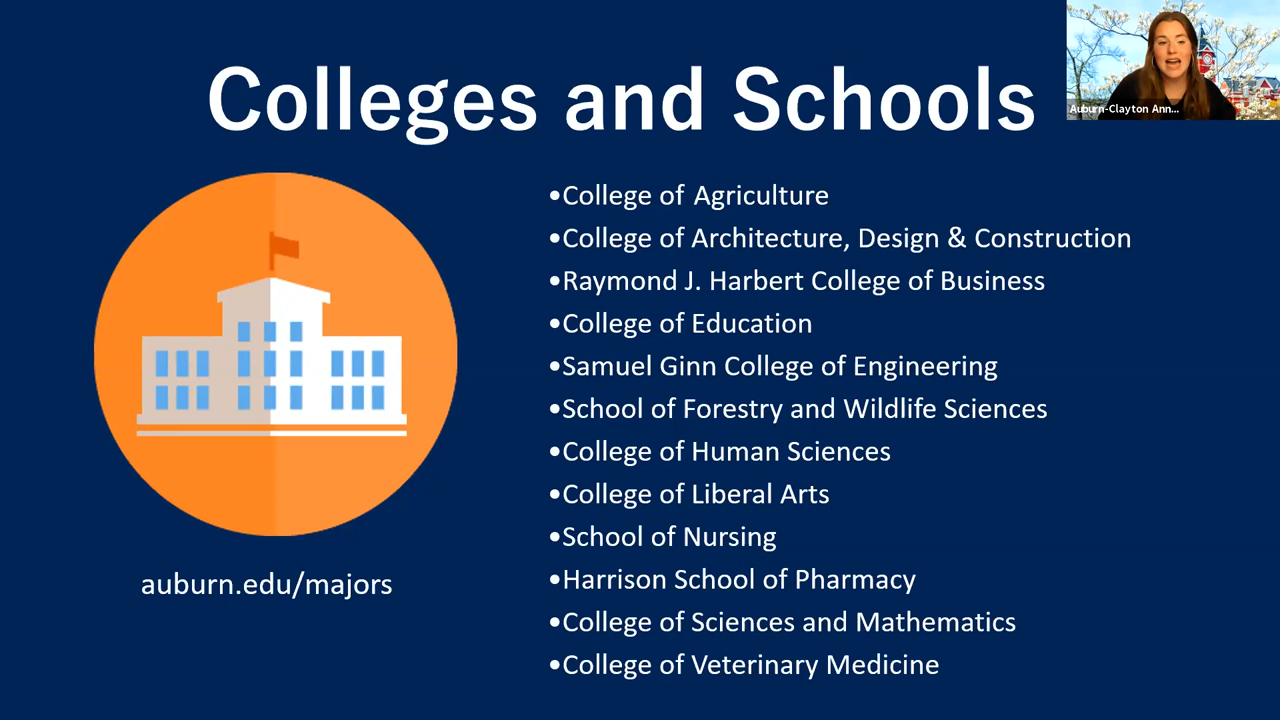 Colleges and Schools
Auburn-Clayton Ann...
•College of Agriculture
•College of Architecture, Design & Construction
•Raymond J. Harbert College of Business
•College of Education
•Samuel Ginn College of Engineering
•School of Forestry and Wildlife Sciences
•College of Human Sciences
•College of Liberal Arts
•School of Nursing
•Harrison School of Pharmacy
•College of Sciences and Mathematics
•College of Veterinary Medicine
auburn.edu/majors